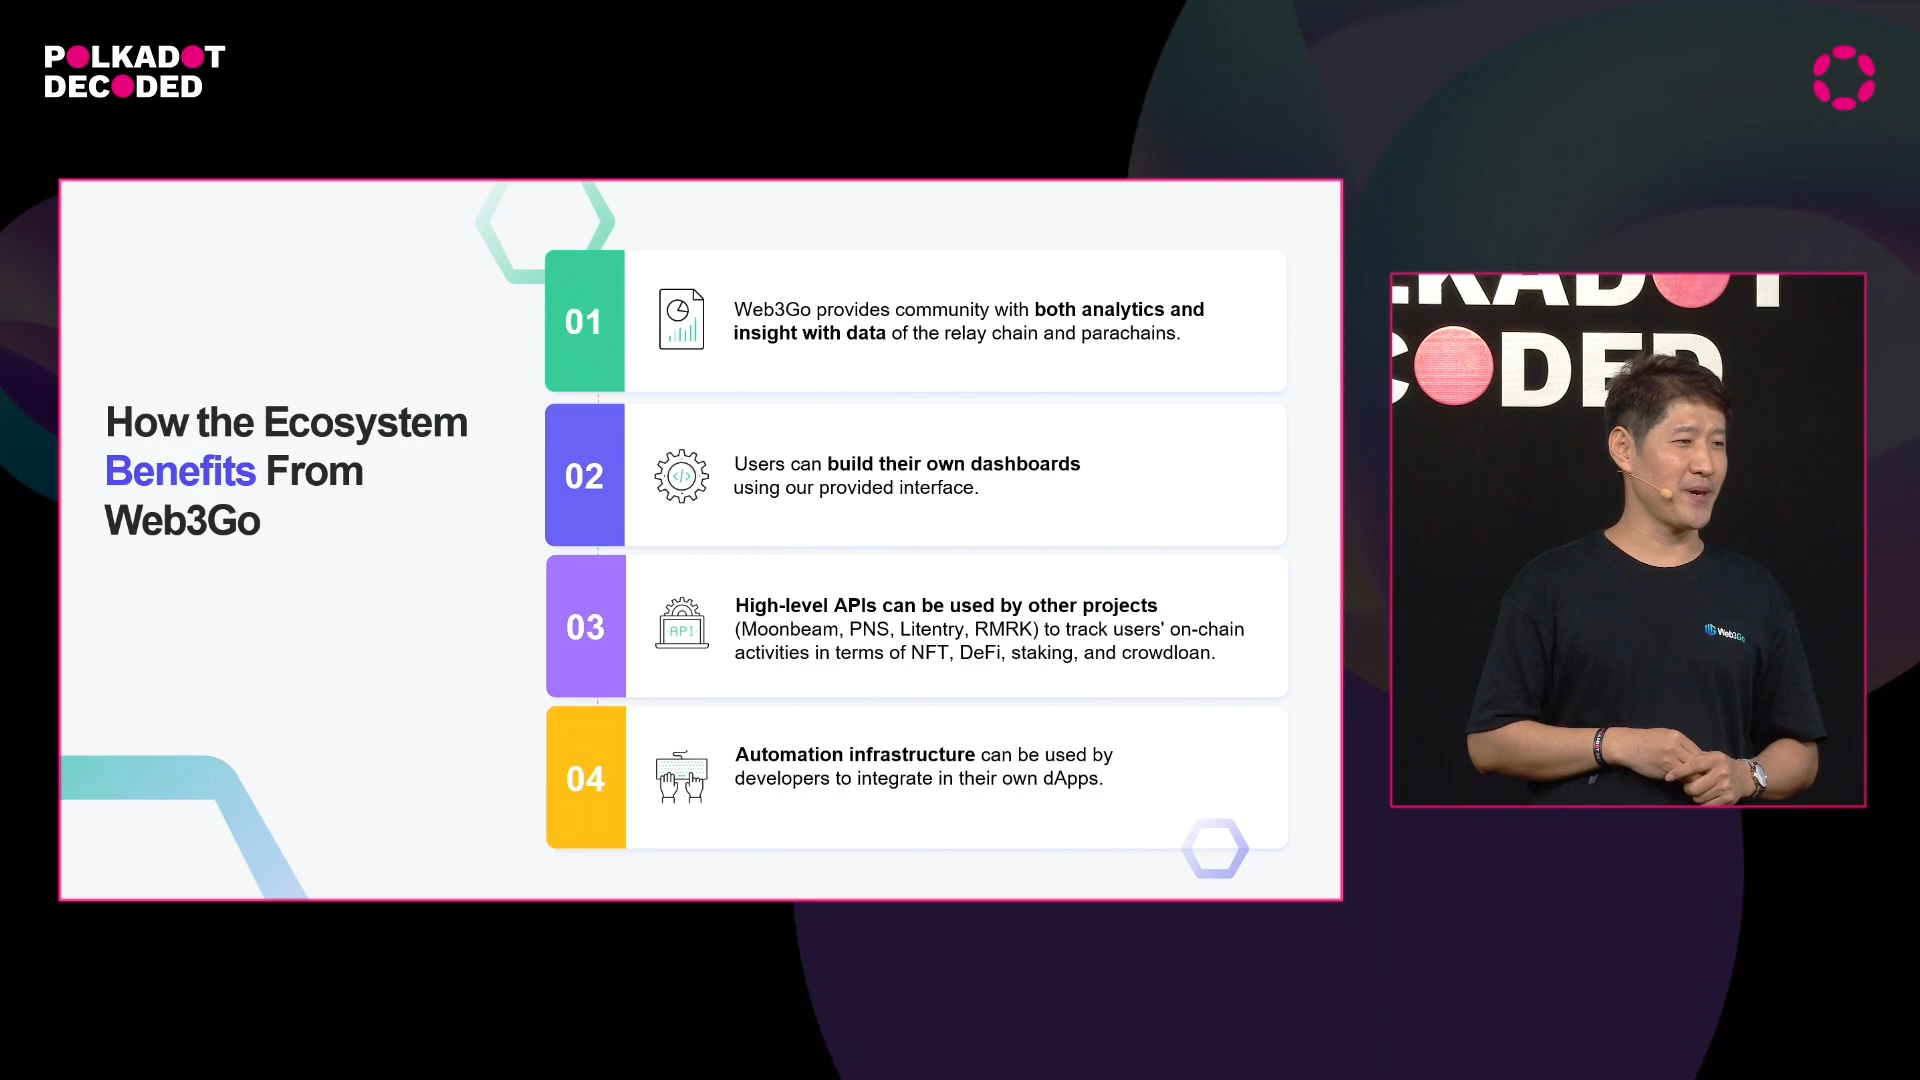 POLKADOT
DECODED
How the Ecosystem
Benefits From
Web3Go
01
Web3Go provides community with both analytics and
insight with data of the relay chain and parachains.
02
Users can build their own dashboards
using our provided interface.
03
API
High-level APIs can be used by other projects
(Moonbeam, PNS, Litentry, RMRK) to track users' on-chain
activities in terms of NFT, DeFi, staking, and crowdloan.
04
Automation infrastructure can be used by
developers to integrate in their own dApps.
LKADOT
CODED
Web3Go